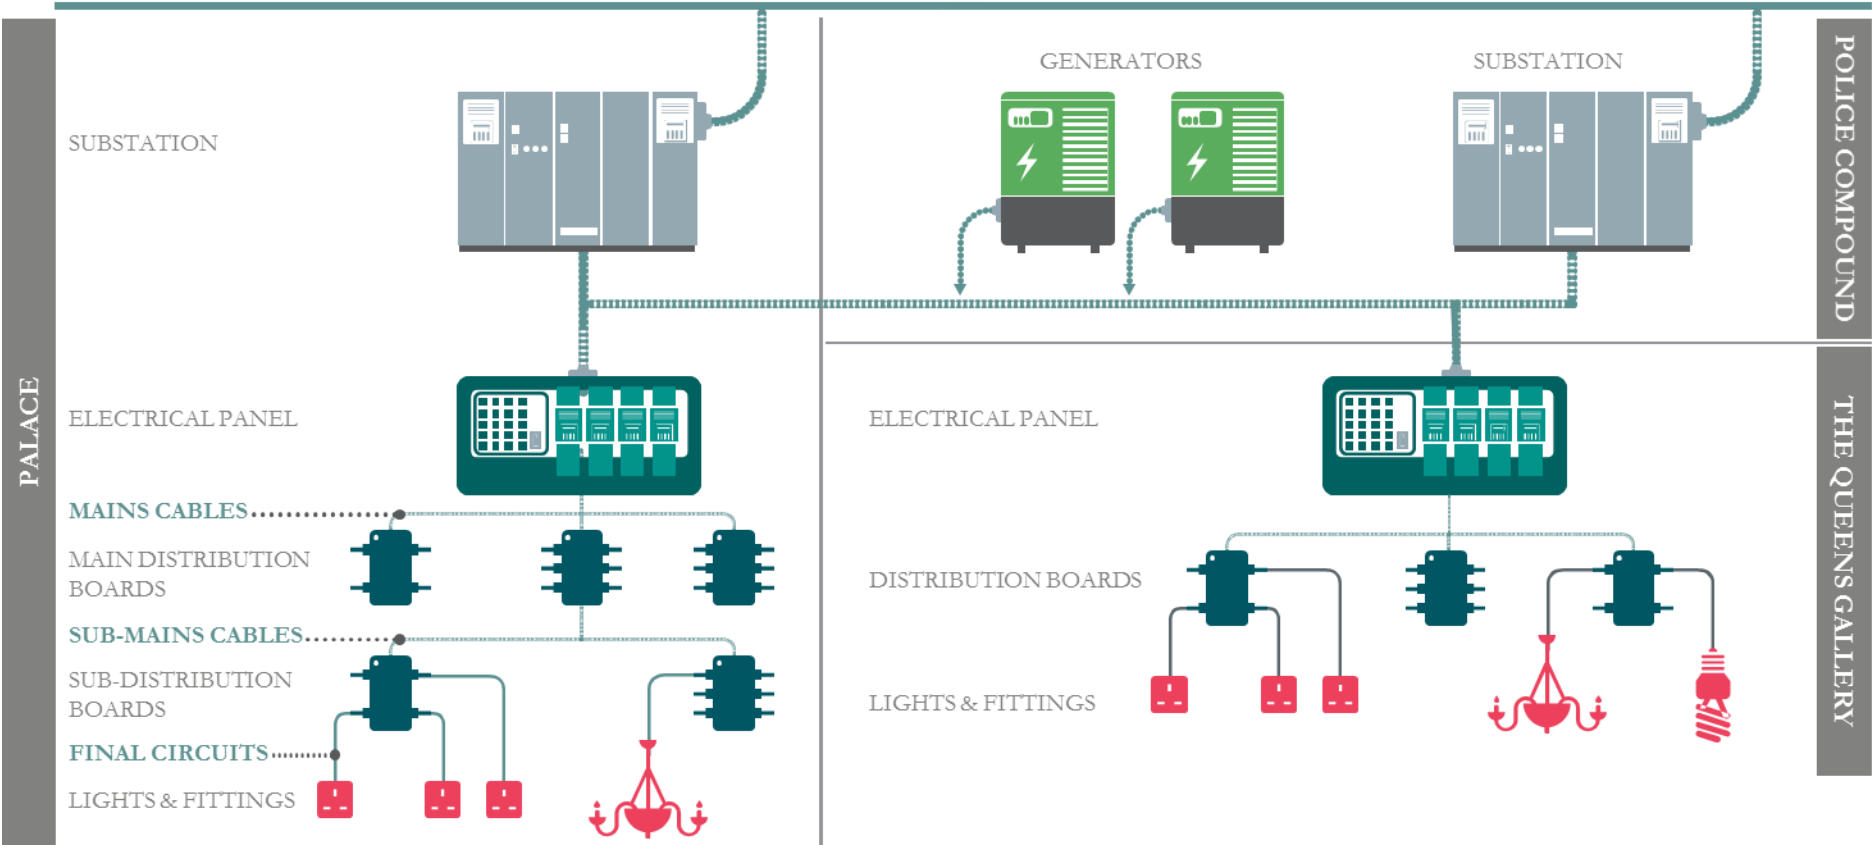 PALACE
SUBSTATION
ELECTRICAL PANEL
MAINS CABLES
MAIN DISTRIBUTION
BOARDS
SUB-MAINS CABLES
SUB-DISTRIBUTION
BOARDS
FINAL CIRCUITS
LIGHTS & FITTINGS
GENERATORS
SUBSTATION
POLICE COMPOUND
ELECTRICAL PANEL
DISTRIBUTION BOARDS
LIGHTS & FITTINGS
THE QUEENS GALLERY